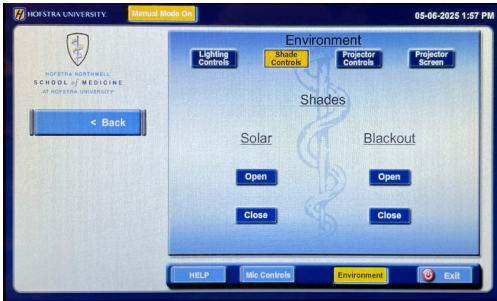 HOFSTRA UNIVERSITY.
Manual Mode On
05-06-2025 1:57 PM
HOFSTRA NORTHWELL
SCHOOL of MEDICINE
AT HOFSTRA UNIVERSITY
< Back
Environment
Lighting Controls
Shade Controls
Projector Controls
Projector Screen
Shades
Solar
Blackout
Open
Open
Close
Close
HELP
Mic Controls
Environment
Exit